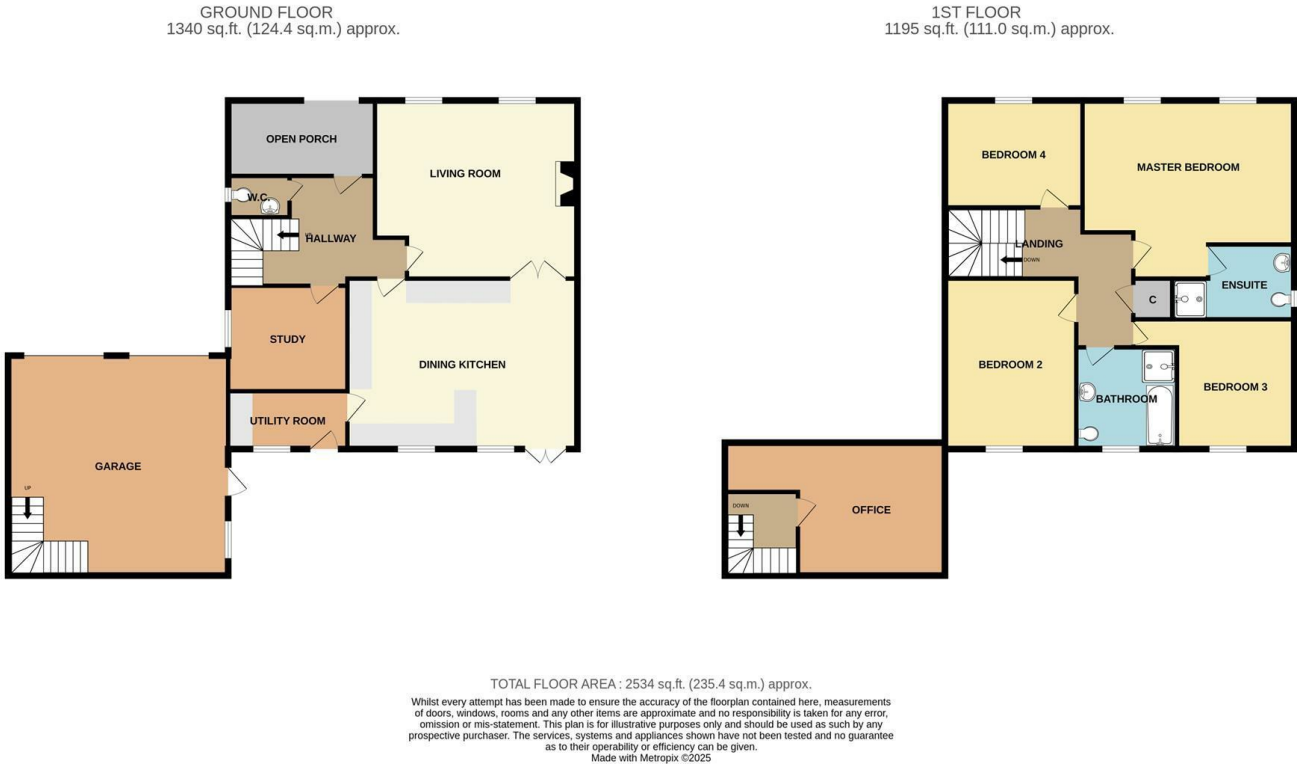 GROUND FLOOR
1340 sq.ft. (124.4 sq.m.) approx.
1ST FLOOR
1195 sq.ft. (111.0 sq.m.) approx.
OPEN PORCH
LIVING ROOM
W.C.
HALLWAY
STUDY
DINING KITCHEN
UTILITY ROOM
GARAGE
UP
BEDROOM 4
MASTER BEDROOM
LANDING
DOWN
ENSUITE
C
BEDROOM 2
BEDROOM 3
BATHROOM
OFFICE
DOWN
TOTAL FLOOR AREA : 2534 sq.ft. (235.4 sq.m.) approx.
Whilst every attempt has been made to ensure the accuracy of the floorplan contained here, measurements
of doors, windows, rooms and any other items are approximate and no responsibility is taken for any error,
omission or mis-statement. This plan is for illustrative purposes only and should be used as such by any
prospective purchaser. The services, systems and appliances shown have not been tested and no guarantee
as to their operability or efficiency can be given.
Made with Metropix ©2025